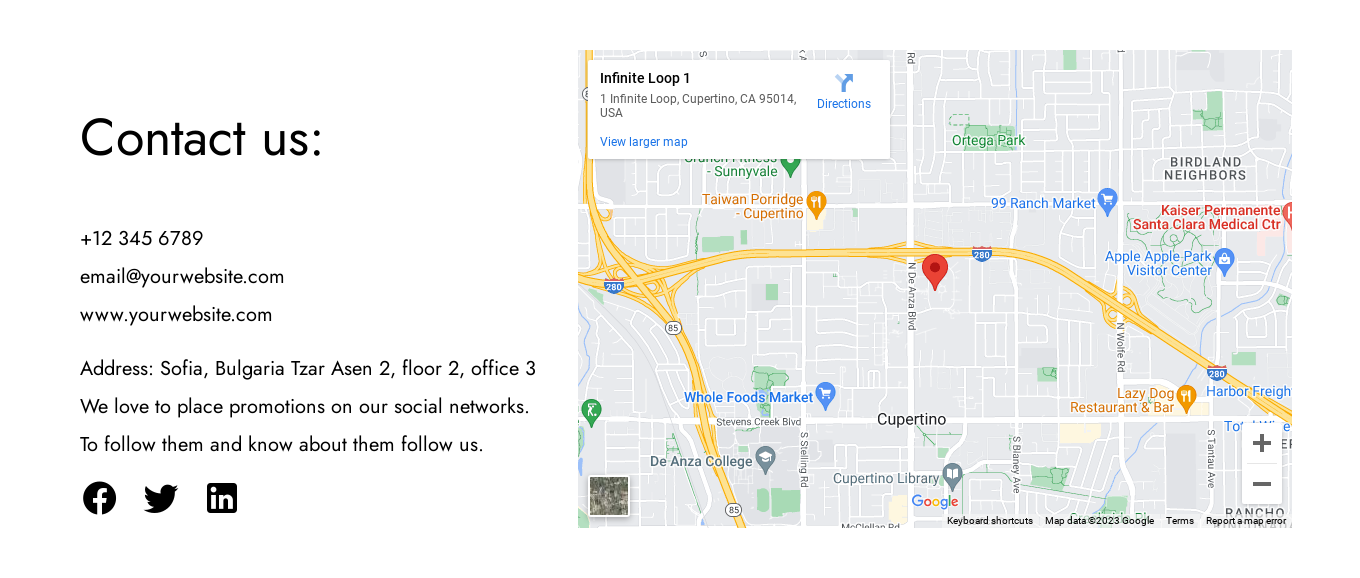 Contact us:
+12 345 6789
email@yourwebsite.com
www.yourwebsite.com
Address: Sofia, Bulgaria Tzar Asen 2, floor 2, office 3
We love to place promotions on our social networks.
To follow them and know about them follow us.
Infinite Loop 1
1 Infinite Loop, Cupertino, CA 95014,
USA
Directions
View larger map
Rd
Ortega Park
BIRDLAND
NEIGHBORS
Crunch Fitness
- Sunnyvale
Taiwan Porridge
- Cupertino
99 Ranch Market
Kaiser Permanente
Santa Clara Medical Ctr
Apple Apple Park
Visitor Center
280
280
N De Anza Blvd
85
N Wolfe Rd
280
Whole Foods Market
Lazy Dog
Restaurant & Bar
Harbor Freight
Stevens Creek Blvd
Cupertino
S Stelling Rd
S Blaney Ave
S Tantau Ave
De Anza College
Cupertino Library
Google
85
RANCHO
McClellan Rd
Keyboard shortcuts
Map data ©2023 Google
Terms
Report a map error